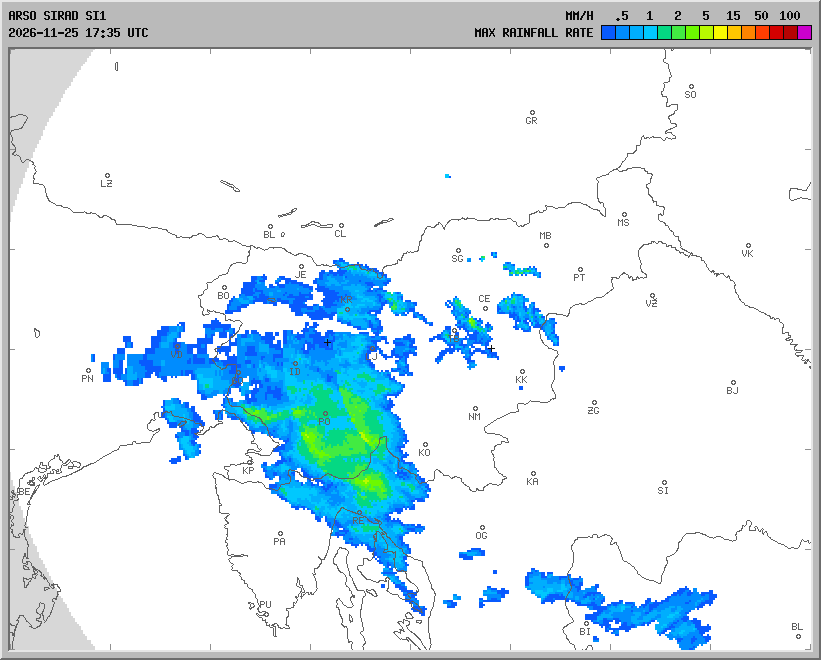 ARSO SIRAD SI1
2026-11-25 17:35 UTC
MM/H .5 1 2 5 15 50 100
MAX RAINFALL RATE
SO
GR
LZ
MS
BL
CL
MB
VK
SG
JE
PT
BO
CE
VZ
PN
ID
KK
BJ
ZG
NM
PO
KO
KP
KA
SI
BE
RE
OG
PA
PU
BI
BL